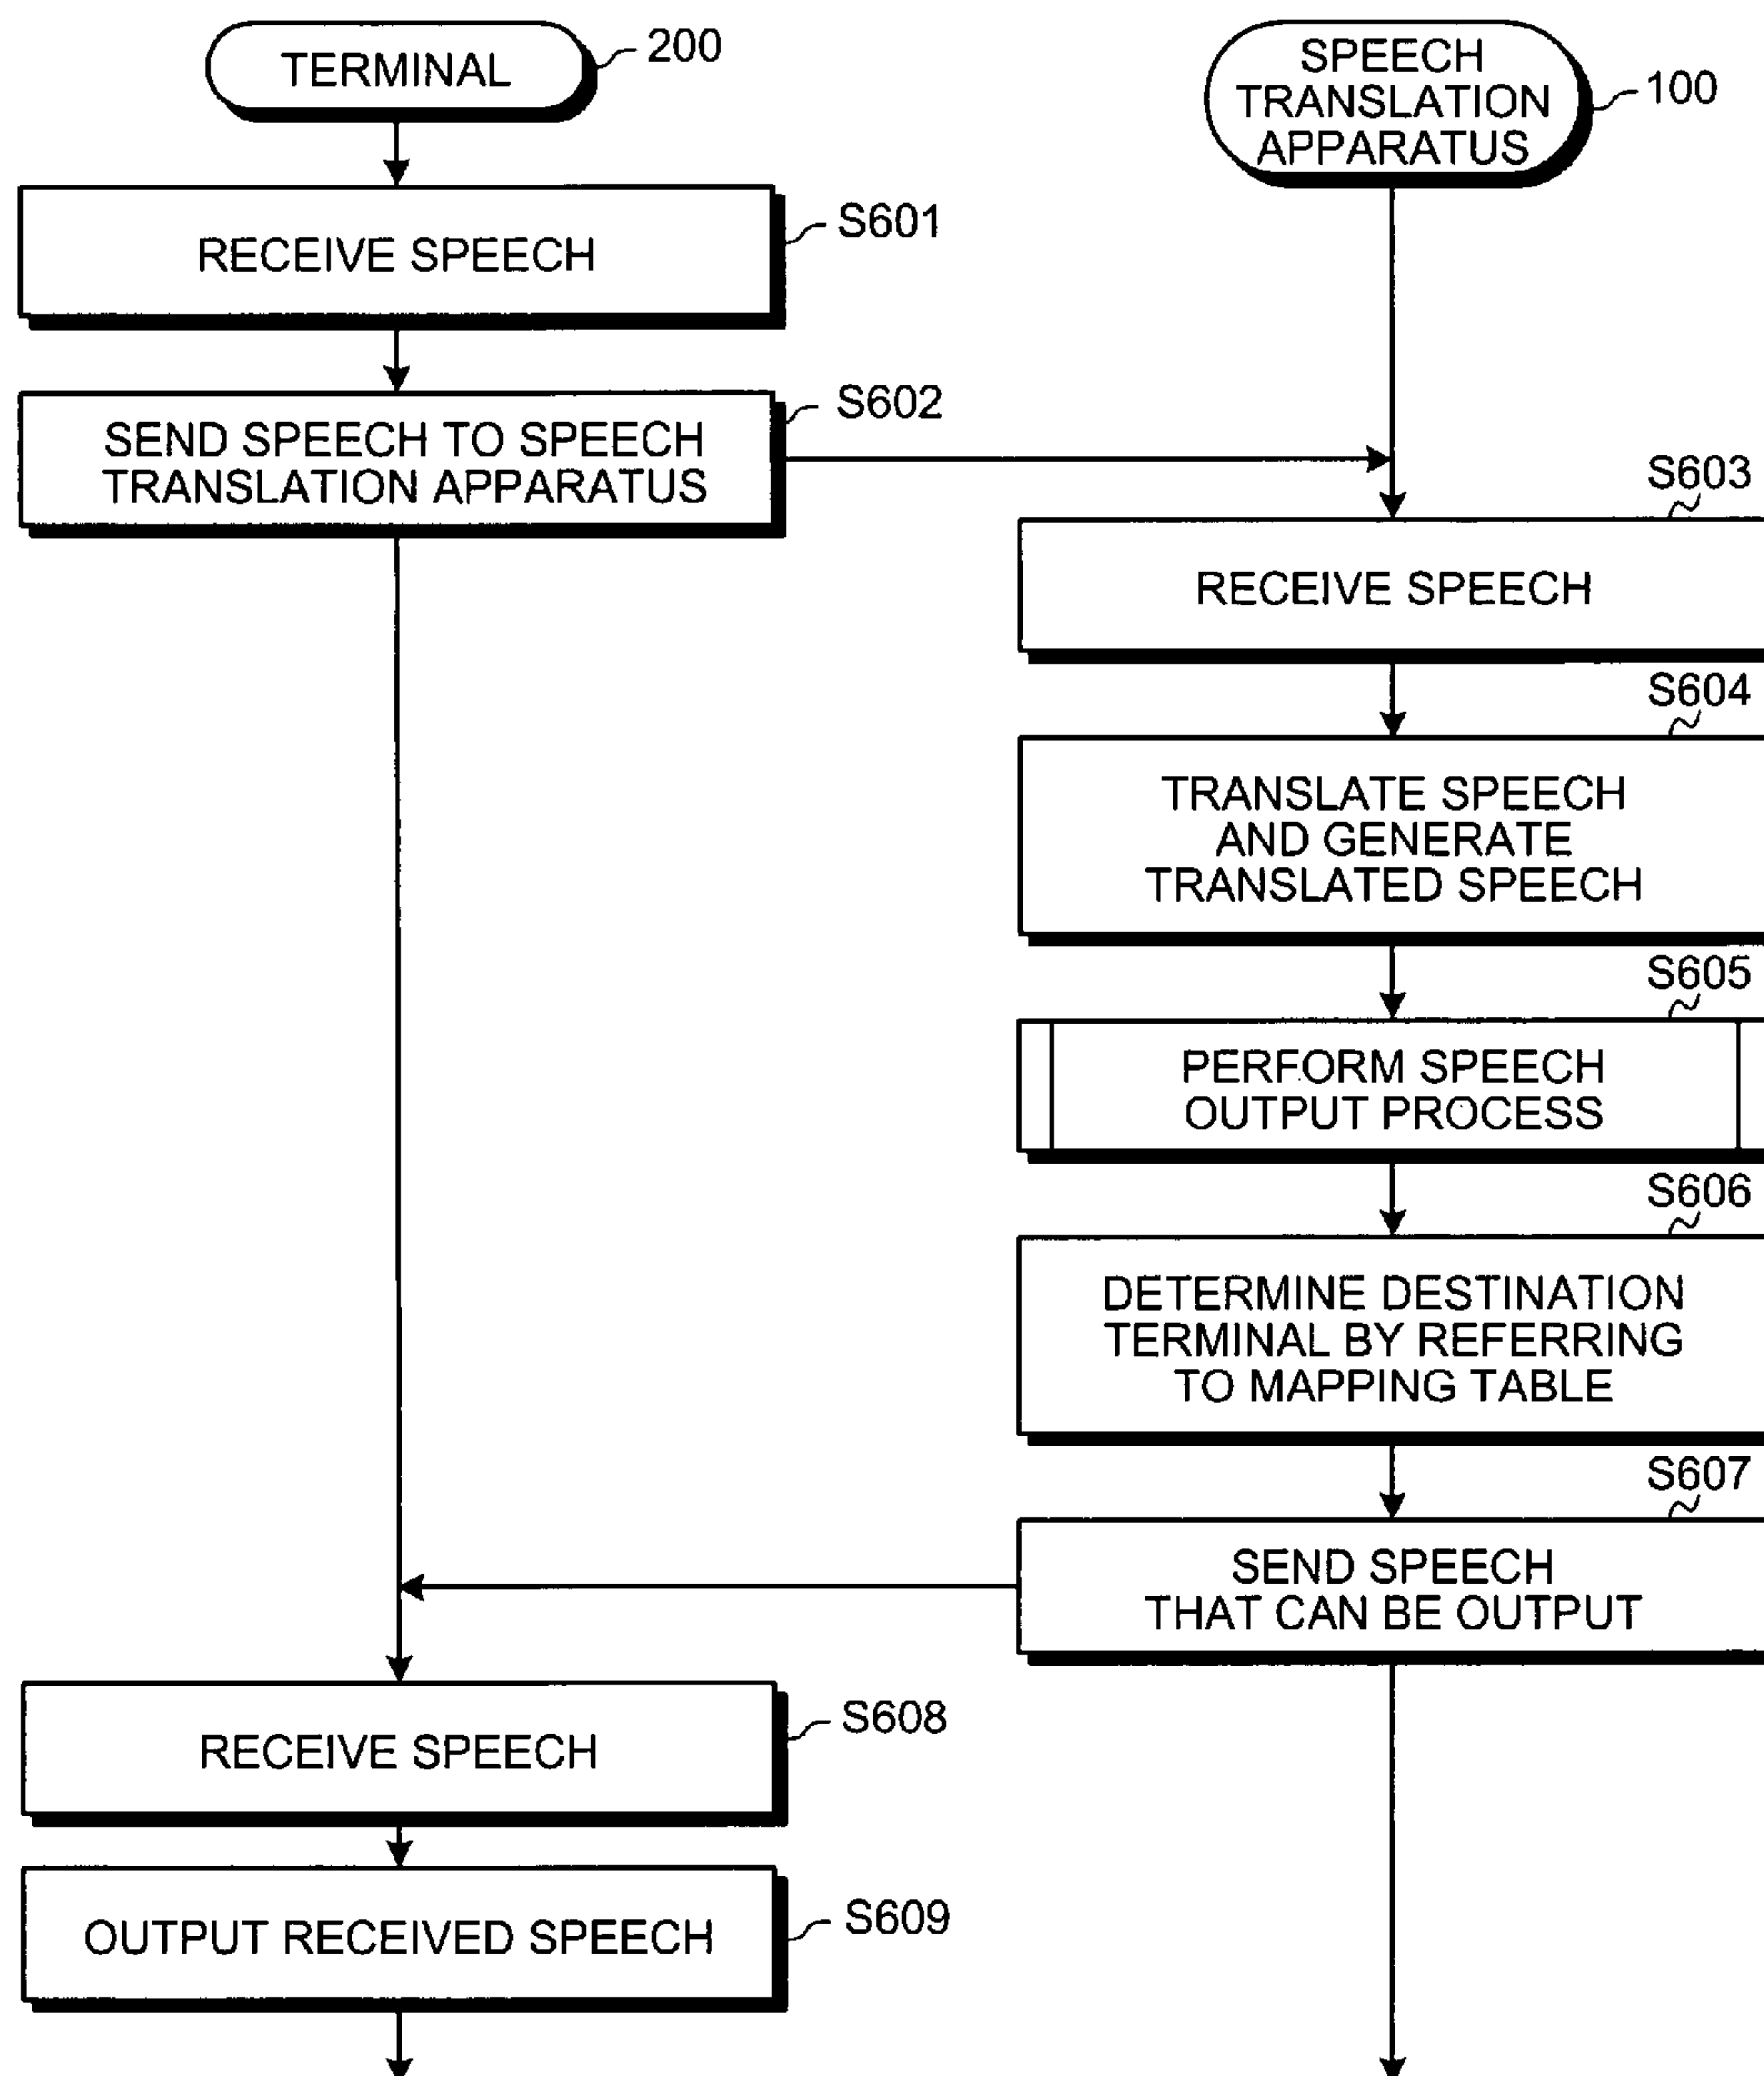 TERMINAL
200
SPEECH
TRANSLATION
APPARATUS
100
RECEIVE SPEECH
S601
SEND SPEECH TO SPEECH
TRANSLATION APPARATUS
S602
S603
RECEIVE SPEECH
S604
TRANSLATE SPEECH
AND GENERATE
TRANSLATED SPEECH
S605
PERFORM SPEECH
OUTPUT PROCESS
S606
DETERMINE DESTINATION
TERMINAL BY REFERRING
TO MAPPING TABLE
S607
SEND SPEECH
THAT CAN BE OUTPUT
RECEIVE SPEECH
S608
OUTPUT RECEIVED SPEECH
S609